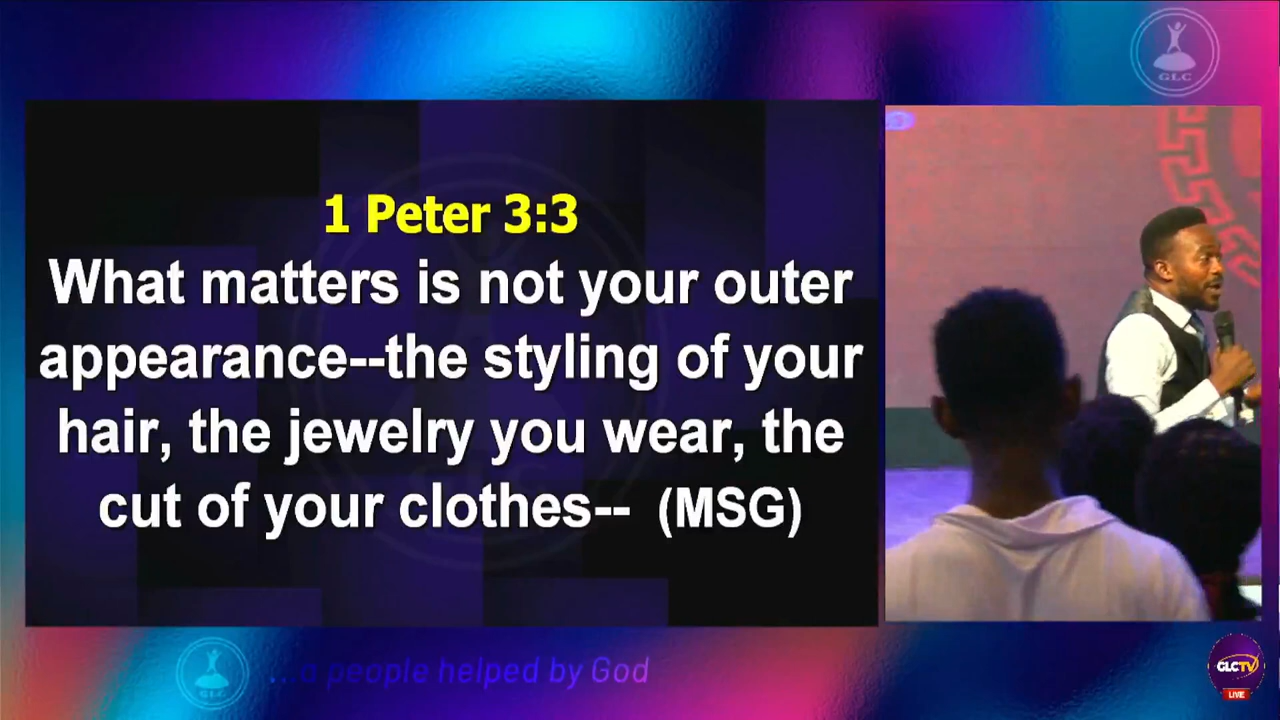 GLC
1 Peter 3:3
What matters is not your outer
appearance--the styling of your
hair, the jewelry you wear, the
cut of your clothes-- (MSG)
GLC
...a people helped by God
GLCTV
LIVE